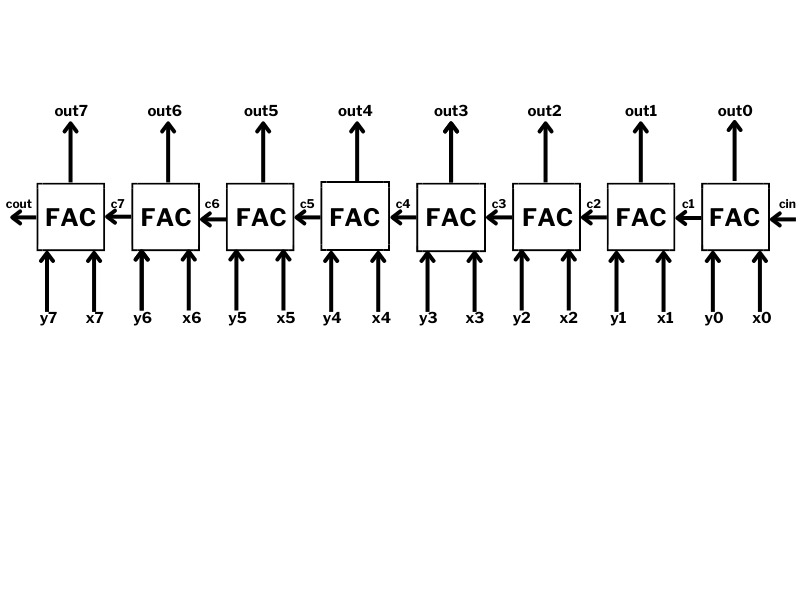 out7 out6 out5 out4 out3 out2 out1 out0
cout c7 c6 c5 c4 c3 c2 c1 cin
FAC FAC FAC FAC FAC FAC FAC FAC
y7 x7 y6 x6 y5 x5 y4 x4 y3 x3 y2 x2 y1 x1 y0 x0